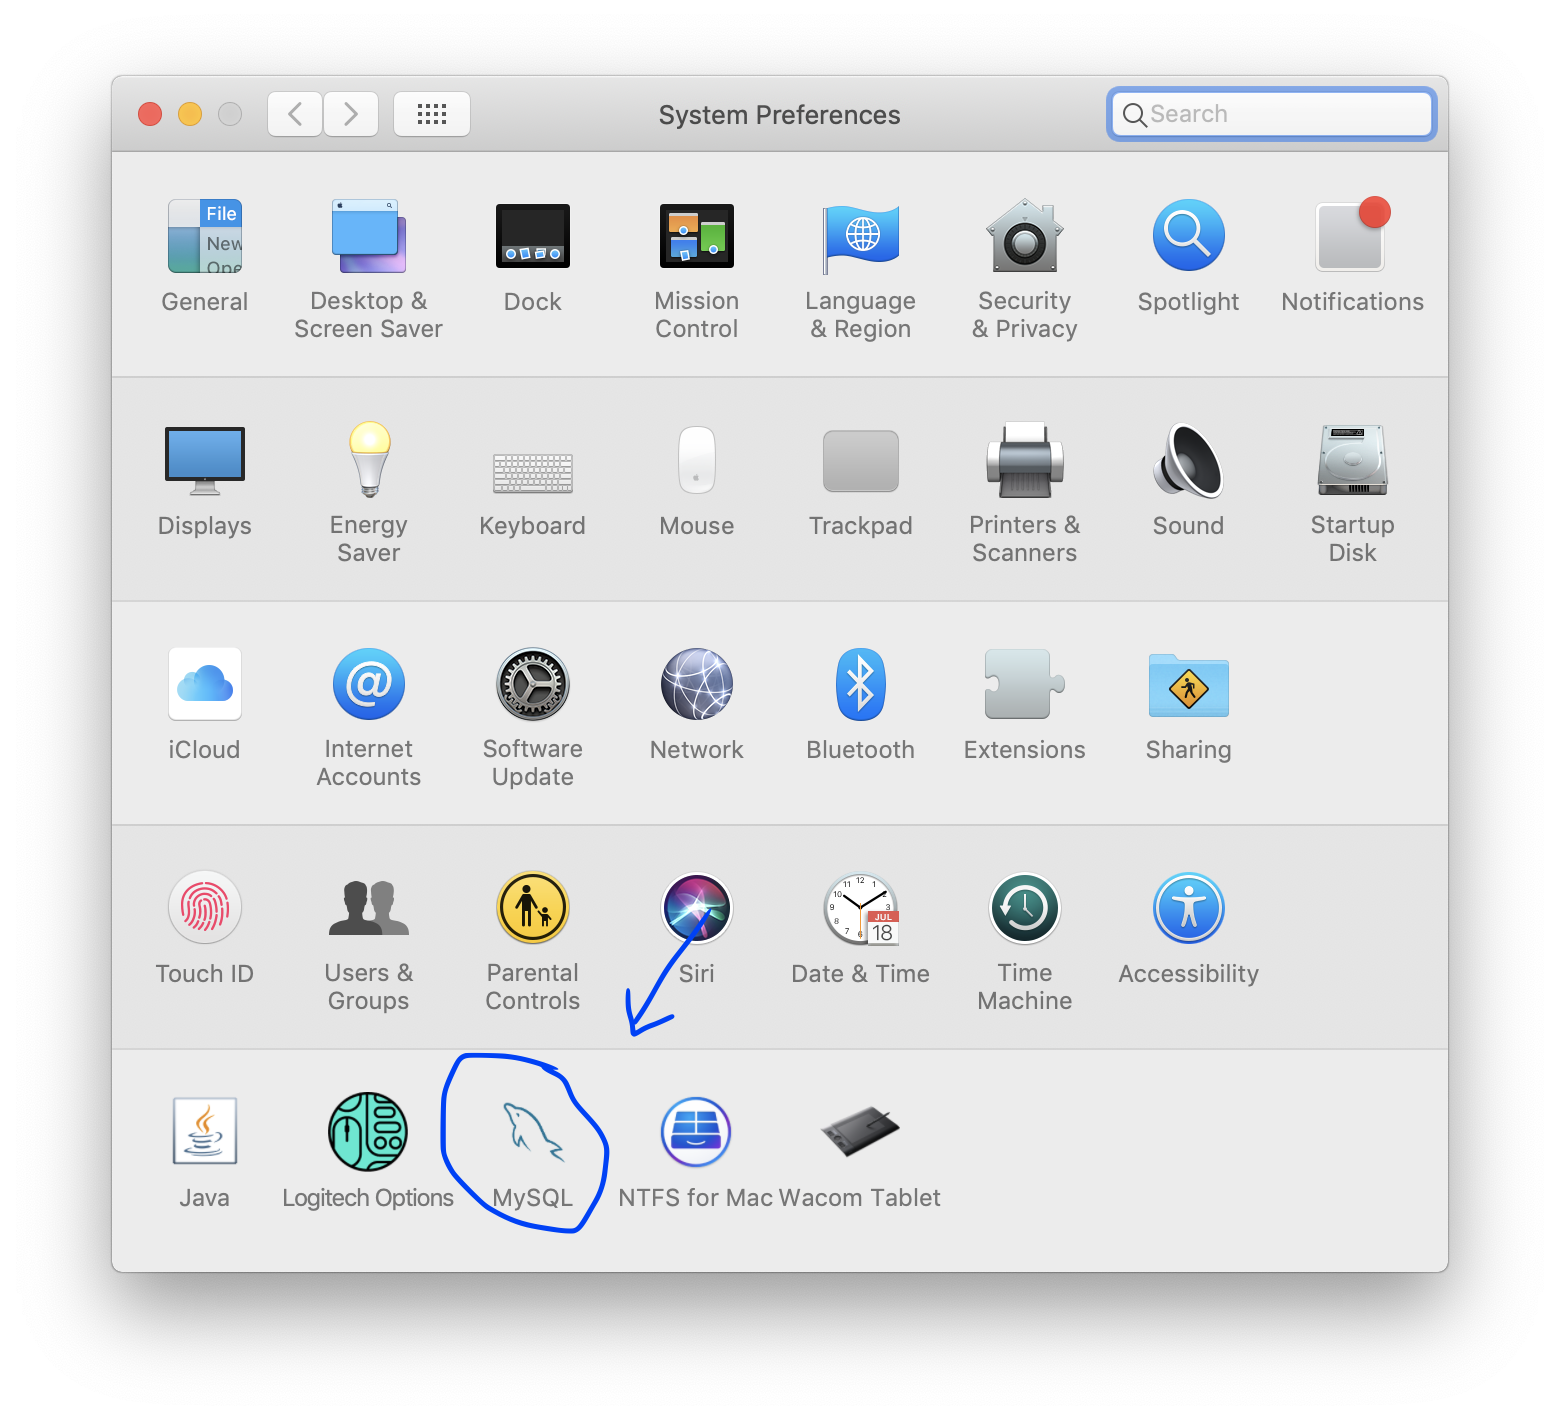 System Preferences
Search
File
New
Ope
General
Desktop &
Screen Saver
Dock
Mission
Control
Language
& Region
Security
& Privacy
Spotlight
Notifications
Displays
Energy
Saver
Keyboard
Mouse
Trackpad
Printers &
Scanners
Sound
Startup
Disk
iCloud
@
Internet
Accounts
Software
Update
Network
Bluetooth
Extensions
Sharing
Touch ID
Users &
Groups
Parental
Controls
Siri
JUL
18
Date & Time
Time
Machine
Accessibility
Java
Logitech Options
MySQL
NTFS for Mac
Wacom Tablet